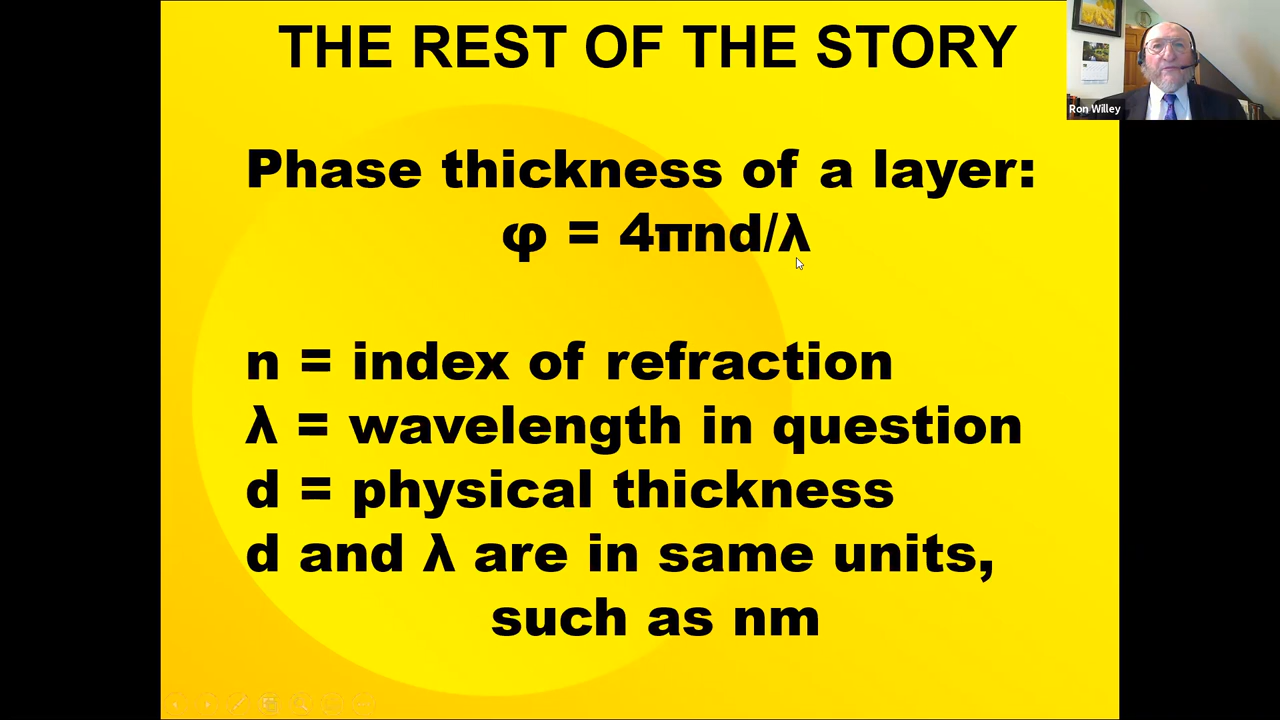 THE REST OF THE STORY
Ron Willey
Phase thickness of a layer:
φ = 4πnd/λ
n = index of refraction
λ = wavelength in question
d = physical thickness
d and λ are in same units,
such as nm